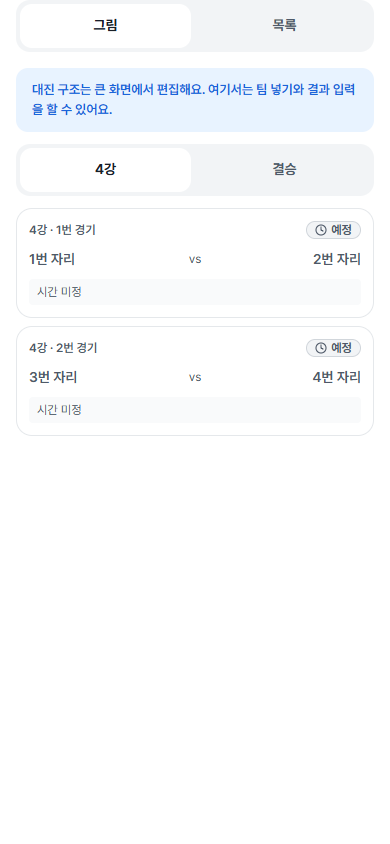 그림
목록
대진 구조는 큰 화면에서 편집해요. 여기서는 팀 넣기와 결과 입력
을 할 수 있어요.
4강
결승
4강 · 1번 경기
예정
1번 자리 vs 2번 자리
시간 미정
4강 · 2번 경기
예정
3번 자리 vs 4번 자리
시간 미정